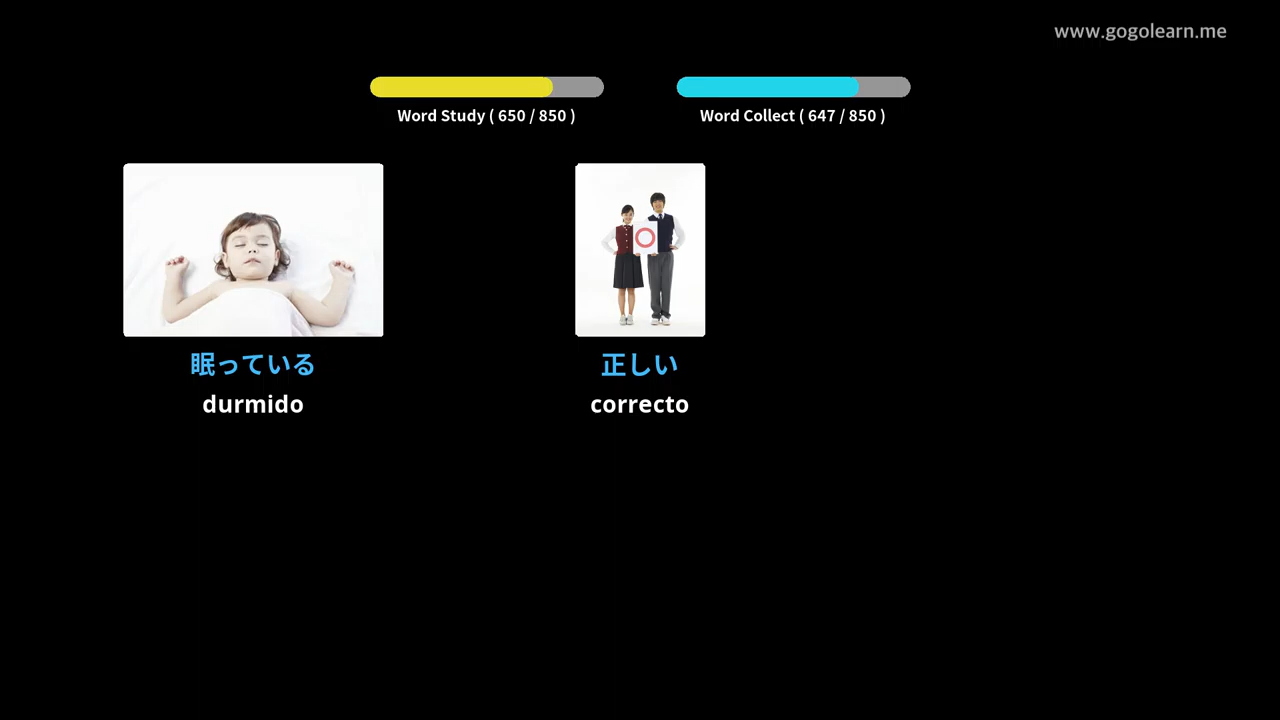 www.gogolearn.me
Word Study ( 650 / 850 )
Word Collect ( 647 / 850 )
眠っている
durmido
正しい
correcto